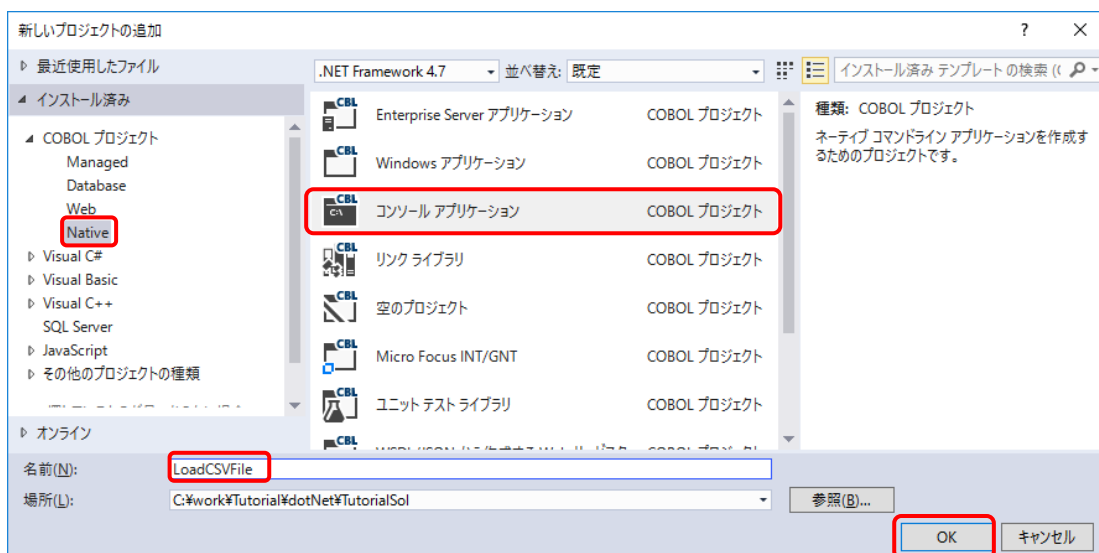 新しいプロジェクトの追加
? ×
最近使用したファイル
インストール済み
COBOL プロジェクト
Managed
Database
Web
Native
Visual C#
Visual Basic
Visual C++
SQL Server
JavaScript
その他のプロジェクトの種類
オンライン
.NET Framework 4.7
並べ替え: 既定
インストール済み テンプレート の検索 (
CBL
Enterprise Server アプリケーション COBOL プロジェクト
CBL
Windows アプリケーション COBOL プロジェクト
CBL
C:\
コンソール アプリケーション COBOL プロジェクト
CBL
リンク ライブラリ COBOL プロジェクト
CBL
空のプロジェクト COBOL プロジェクト
CBL
Micro Focus INT/GNT COBOL プロジェクト
CBL
ユニット テスト ライブラリ COBOL プロジェクト
CBL
種類: COBOL プロジェクト
ネーティブ コマンドライン アプリケーションを作成す
るためのプロジェクトです。
名前(N): LoadCSVFile
場所(L): C:¥work¥Tutorial¥dotNet¥TutorialSol
参照(B)...
OK キャンセル